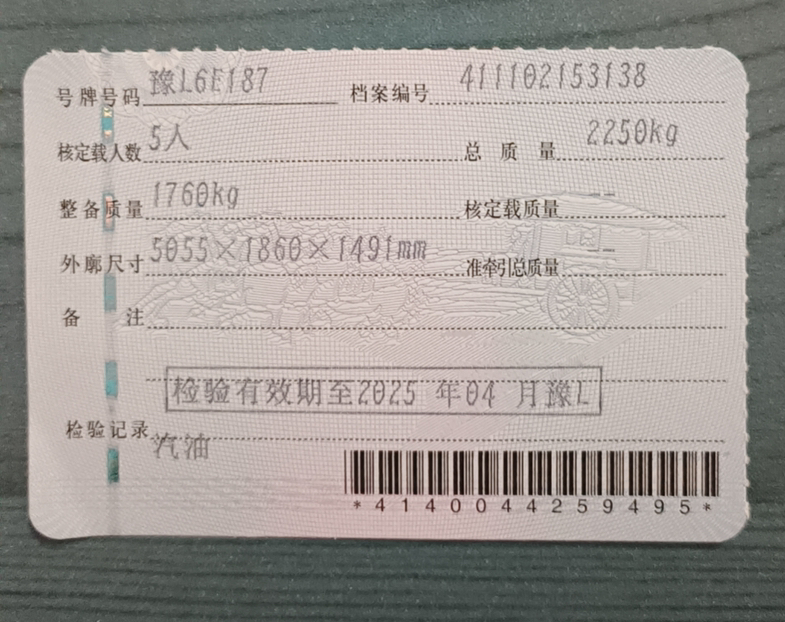 号牌号码 豫L6E187 档案编号 411102153138
核定载人数 5人 总质量 2250kg
整备质量 1760kg 核定载质量 --
外廓尺寸 5055×1860×1491mm 准牵引总质量 --
备注
检验有效期至2025 年04 月豫L
检验记录
汽油
*4140044259495*